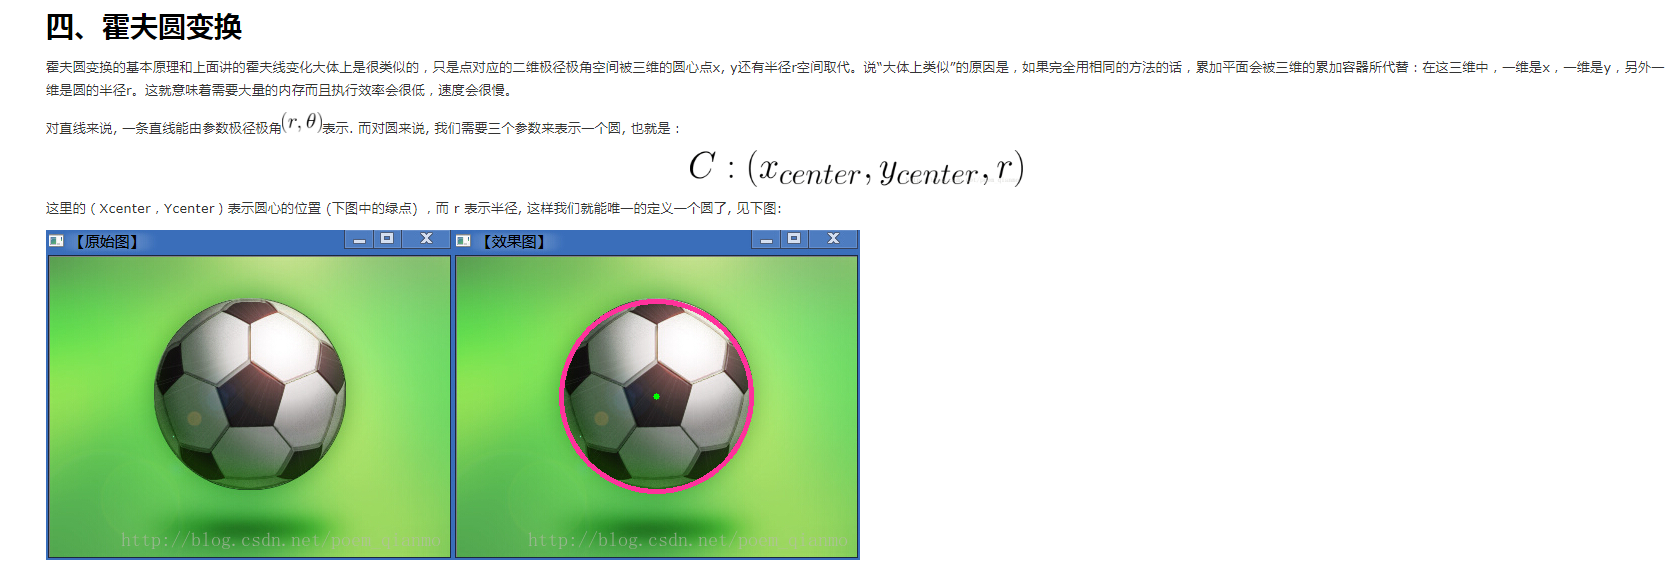 四、霍夫圆变换
霍夫圆变换的基本原理和上面讲的霍夫线变化大体上是很类似的，只是点对应的二维极径极角空间被三维的圆心点x, y还有半径r空间取代。说“大体上类似”的原因是，如果完全用相同的方法的话，累加平面会被三维的累加容器所代替：在这三维中，一维是x，一维是y，另外一
维是圆的半径r。这就意味着需要大量的内存而且执行效率会很低，速度会很慢。
对直线来说, 一条直线能由参数极径极角(r, θ)表示. 而对圆来说, 我们需要三个参数来表示一个圆, 也就是：
C : (x_center, y_center, r)
这里的（Xcenter，Ycenter）表示圆心的位置 (下图中的绿点) ，而 r 表示半径, 这样我们就能唯一的定义一个圆了, 见下图:
【原始图】
【效果图】
http://blog.csdn.net/
http://blog.csdn.net/